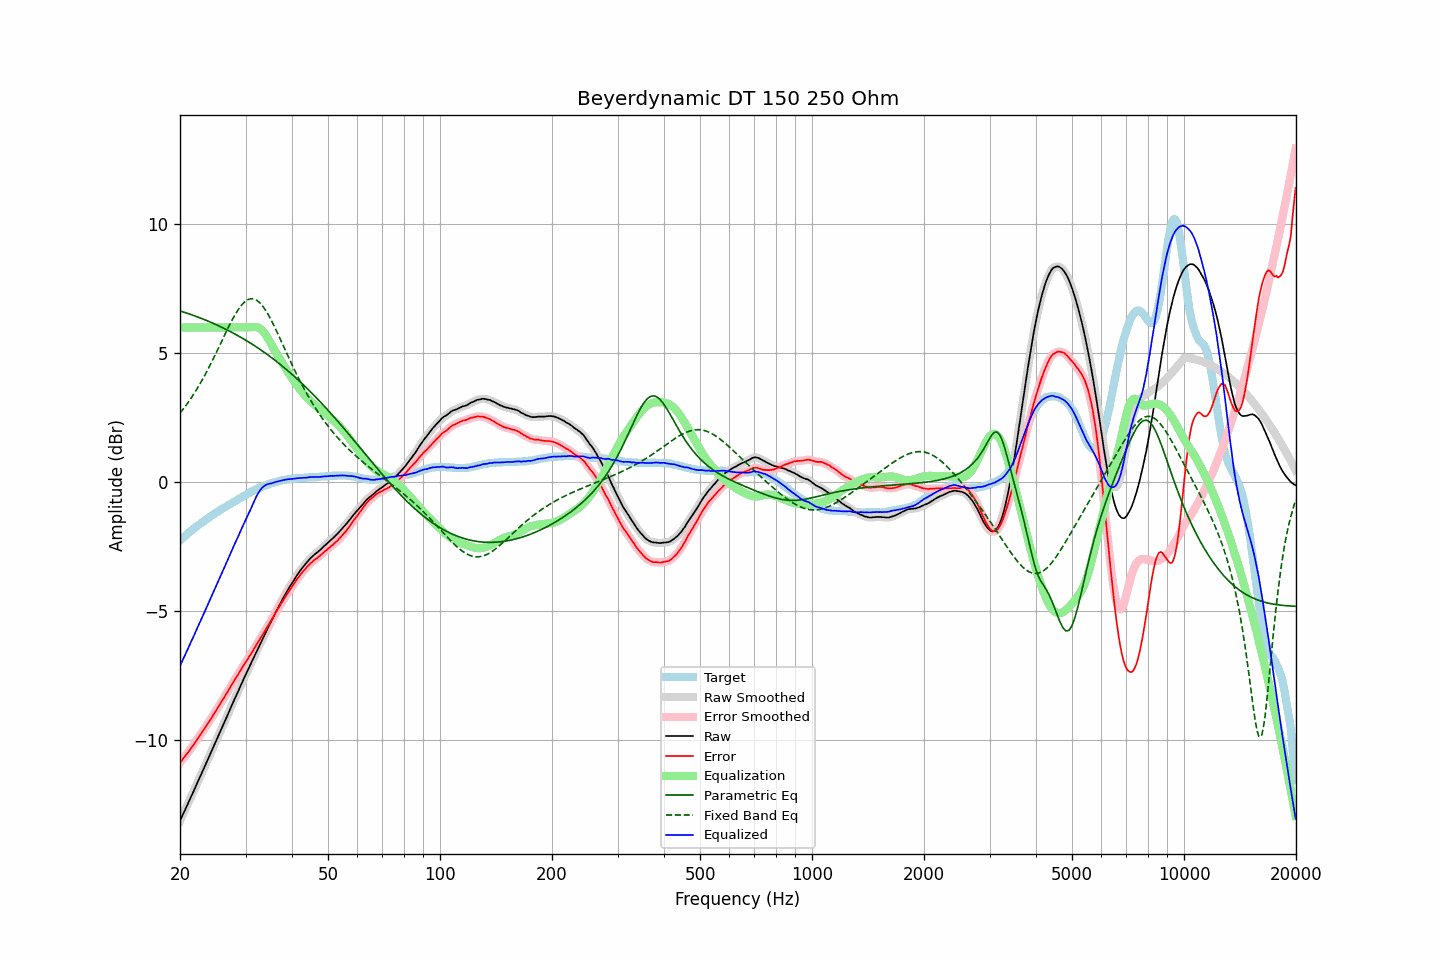 Beyerdynamic DT 150 250 Ohm
Amplitude (dBr)
10
5
0
−5
−10
Target
Raw Smoothed
Error Smoothed
Raw
Error
Equalization
Parametric Eq
Fixed Band Eq
Equalized
20
50
100
200
500
1000
2000
5000
10000
20000
Frequency (Hz)